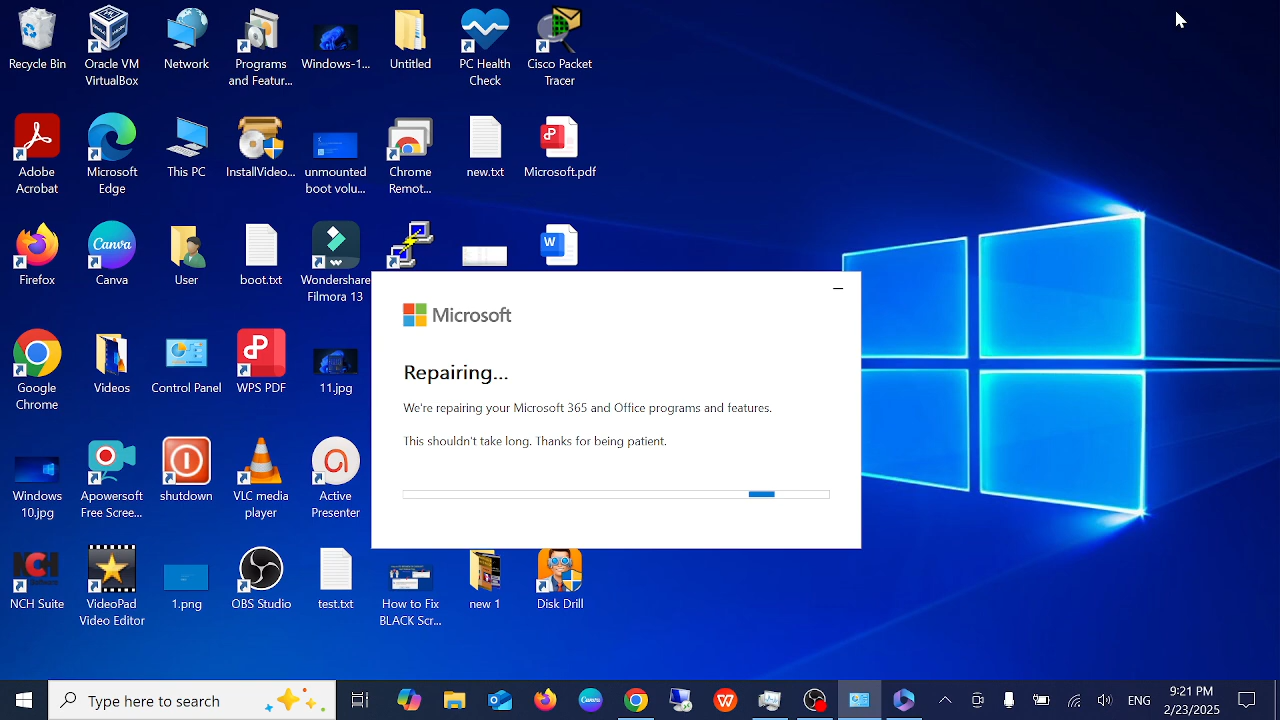 Recycle Bin
Oracle VM
VirtualBox
Network
Programs
and Featur...
Windows-1...
Untitled
PC Health
Check
Cisco Packet
Tracer
Adobe
Acrobat
Microsoft
Edge
This PC
InstallVideo...
unmounted
boot volu...
Chrome
Remot...
new.txt
Microsoft.pdf
Firefox
Canva
Canva
User
boot.txt
Wondershare
Filmora 13
W
Google
Chrome
Videos
Control Panel
WPS PDF
11.jpg
Windows
10.jpg
Apowersoft
Free Scree...
shutdown
VLC media
player
Active
Presenter
NCH
NCH Suite
VideoPad
Video Editor
1.png
OBS Studio
test.txt
How to Fix
BLACK Scr...
new 1
Disk Drill
Microsoft
Repairing...
We're repairing your Microsoft 365 and Office programs and features.
This shouldn't take long. Thanks for being patient.
Type here to search
Canva
W
ENG
9:21 PM
2/23/2025